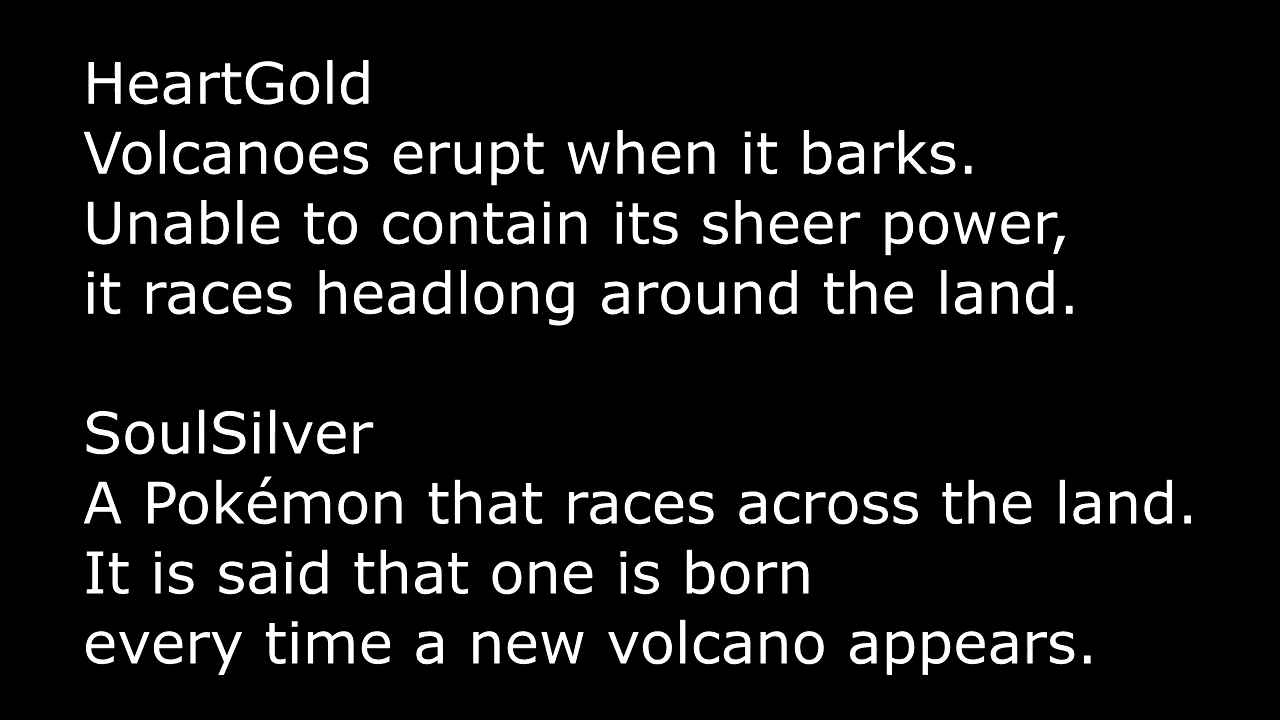 HeartGold
Volcanoes erupt when it barks.
Unable to contain its sheer power,
it races headlong around the land.
SoulSilver
A Pokémon that races across the land.
It is said that one is born
every time a new volcano appears.